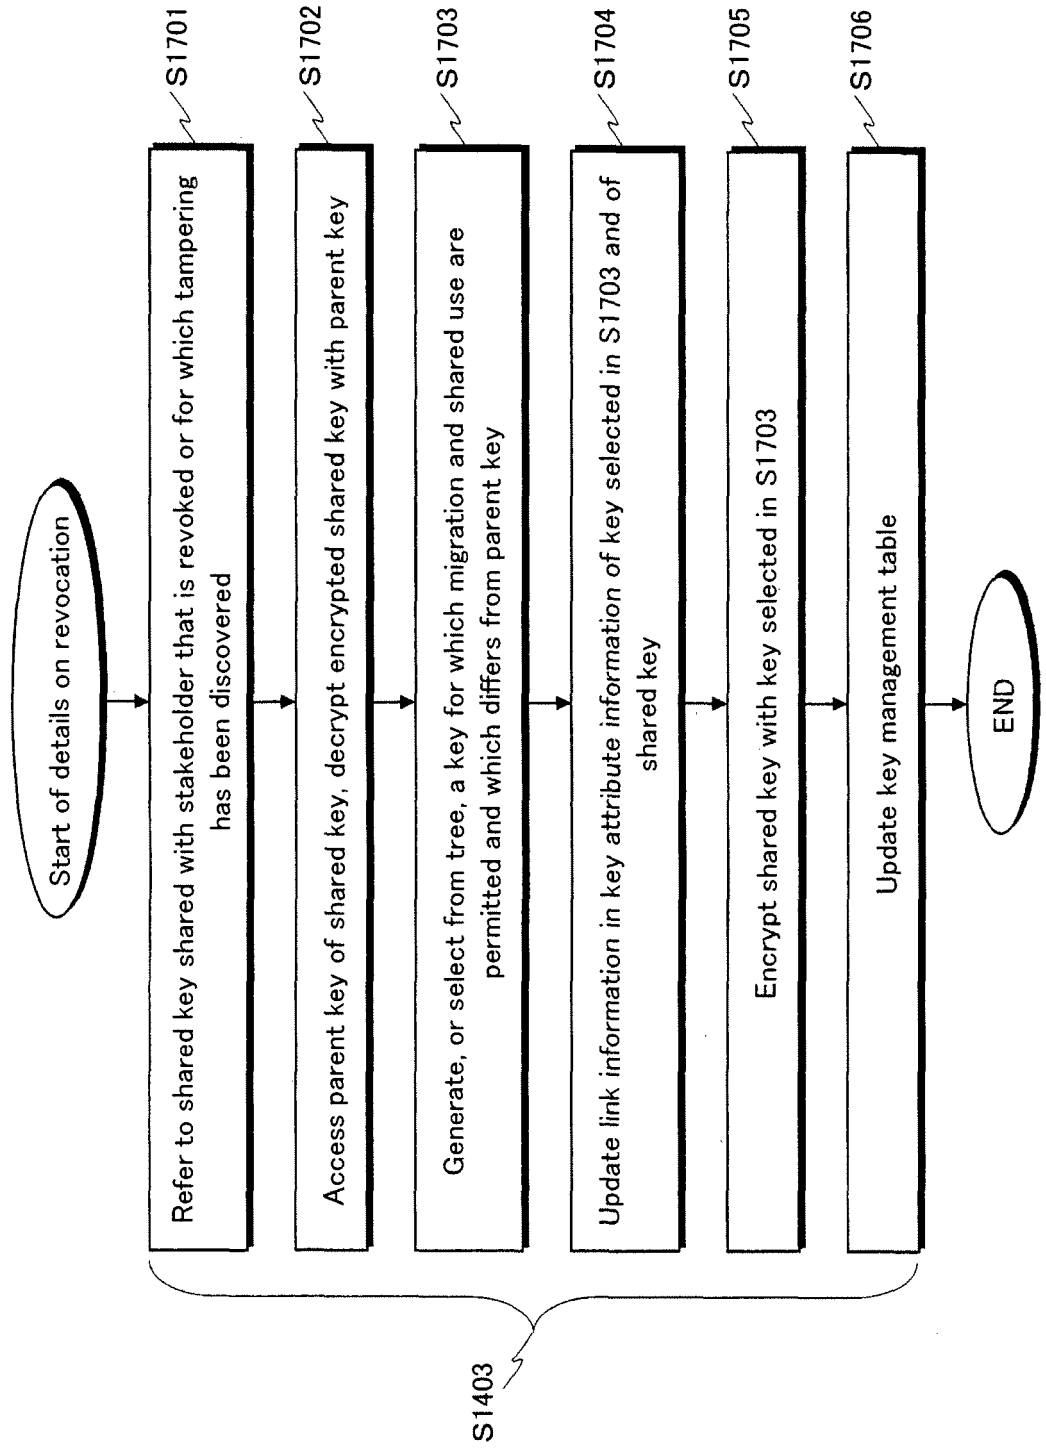 Start of details on revocation
S1701
Refer to shared key shared with stakeholder that is revoked or for which tampering
has been discovered
S1702
Access parent key of shared key, decrypt encrypted shared key with parent key
S1703
Generate, or select from tree, a key for which migration and shared use are
permitted and which differs from parent key
S1704
Update link information in key attribute information of key selected in S1703 and of
shared key
S1705
Encrypt shared key with key selected in S1703
S1706
Update key management table
END
S1403